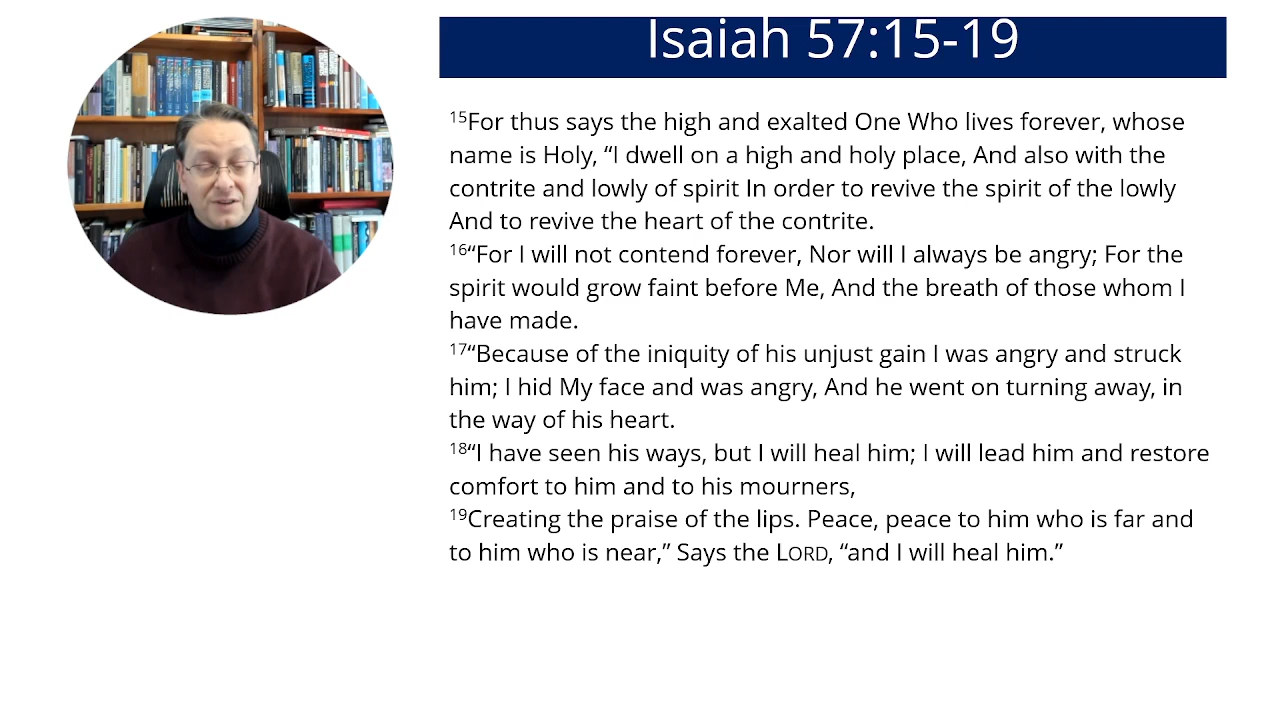 Isaiah 57:15-19
15For thus says the high and exalted One Who lives forever, whose
name is Holy, “I dwell on a high and holy place, And also with the
contrite and lowly of spirit In order to revive the spirit of the lowly
And to revive the heart of the contrite.
16“For I will not contend forever, Nor will I always be angry; For the
spirit would grow faint before Me, And the breath of those whom I
have made.
17“Because of the iniquity of his unjust gain I was angry and struck
him; I hid My face and was angry, And he went on turning away, in
the way of his heart.
18“I have seen his ways, but I will heal him; I will lead him and restore
comfort to him and to his mourners,
19Creating the praise of the lips. Peace, peace to him who is far and
to him who is near,” Says the LORD, “and I will heal him.”